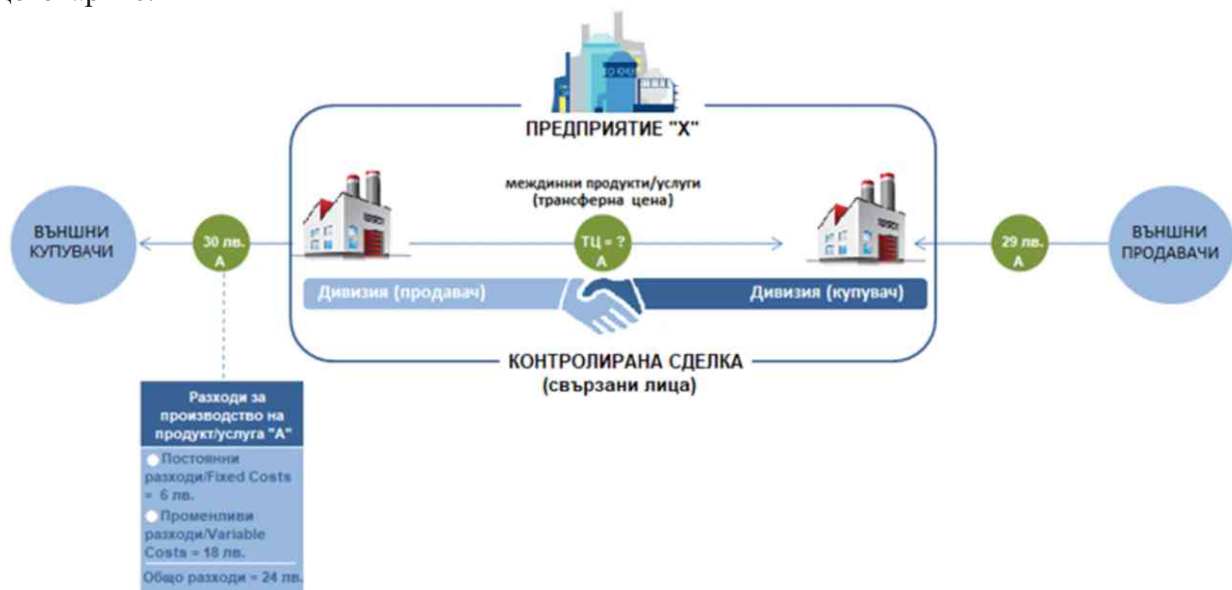 ПРЕДПРИЯТИЕ "X"
междинни продукти/услуги
(трансферна цена)
ВЪНШНИ
КУПУВАЧИ
30 лв.
А
ТЦ = ?
А
29 лв.
А
ВЪНШНИ
ПРОДАВАЧИ
Дивизия (продавач)
Дивизия (купувач)
КОНТРОЛИРАНА СДЕЛКА
(свързани лица)
Разходи за
производство на
продукт/услуга "А"
Постоянни
разходи/Fixed Costs
= 6 лв.
Променливи
разходи/Variable
Costs = 18 лв.
Общо разходи = 24 лв.